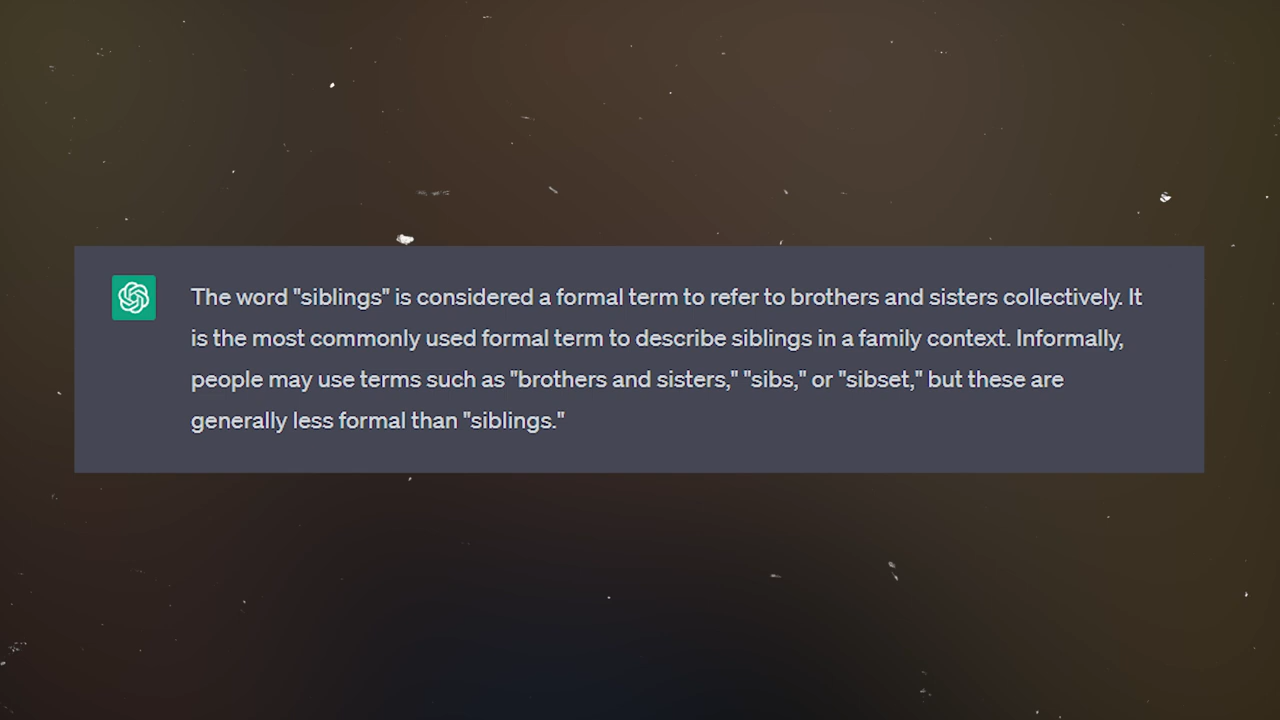 The word "siblings" is considered a formal term to refer to brothers and sisters collectively. It
is the most commonly used formal term to describe siblings in a family context. Informally,
people may use terms such as "brothers and sisters," "sibs," or "sibset," but these are
generally less formal than "siblings."